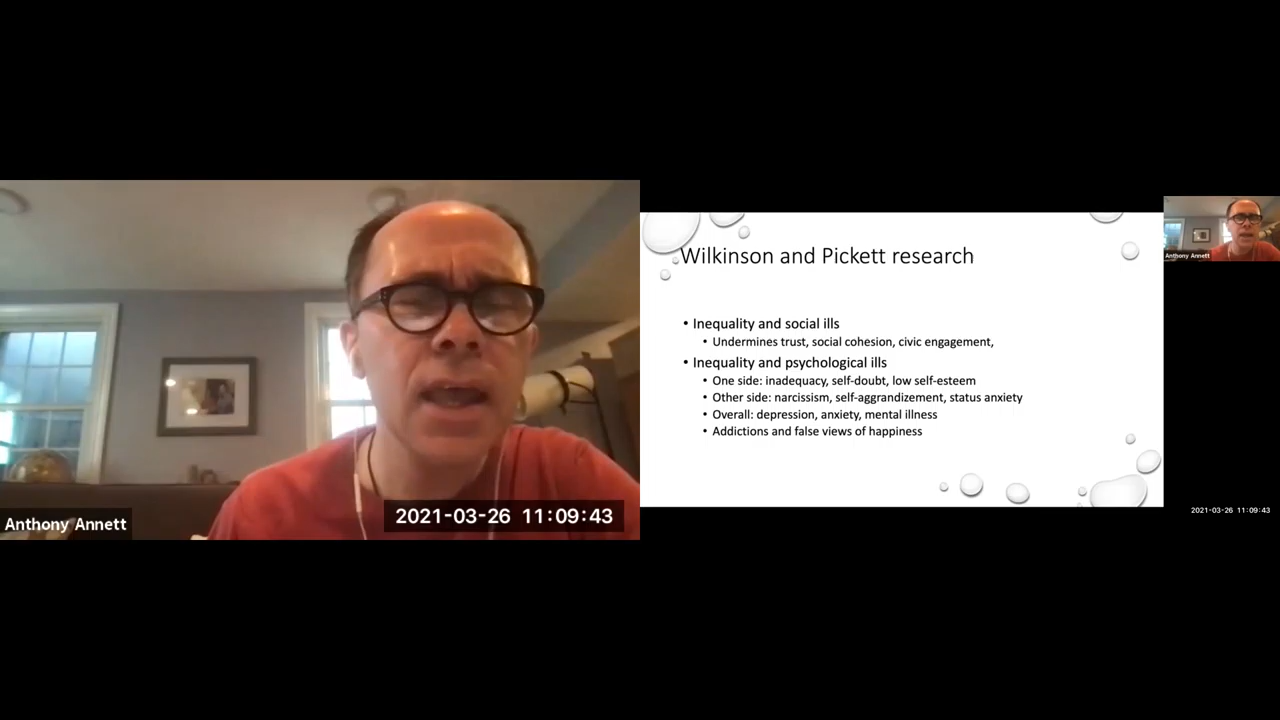 Anthony Annett
2021-03-26 11:09:43
Wilkinson and Pickett research
• Inequality and social ills
• Undermines trust, social cohesion, civic engagement,
• Inequality and psychological ills
• One side: inadequacy, self-doubt, low self-esteem
• Other side: narcissism, self-aggrandizement, status anxiety
• Overall: depression, anxiety, mental illness
• Addictions and false views of happiness
Anthony Annett
2021-03-26 11:09:43